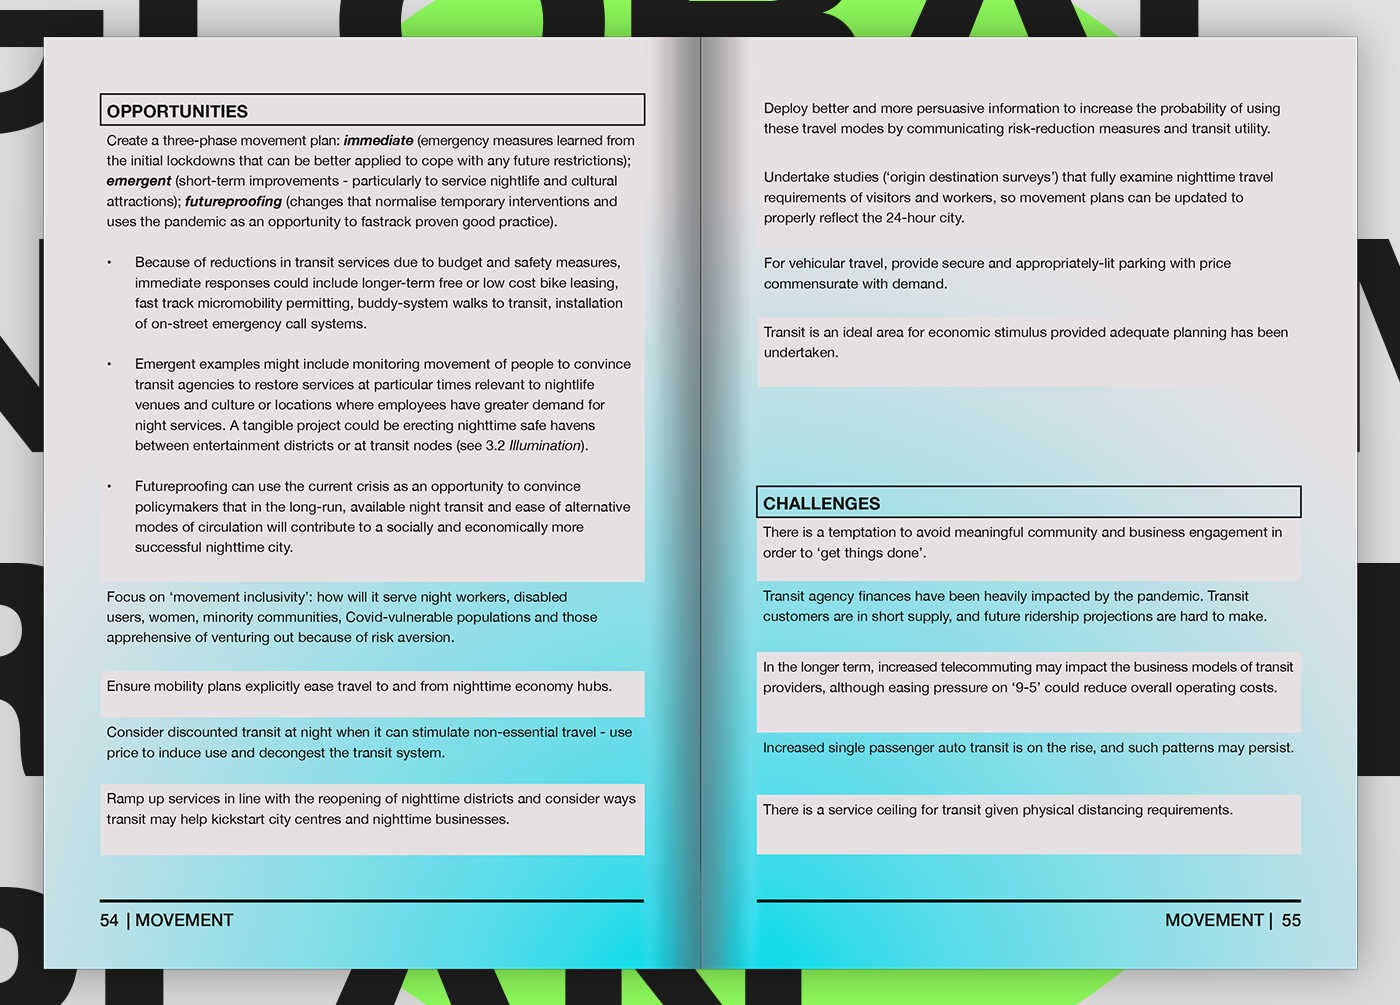 OPPORTUNITIES
Create a three-phase movement plan: immediate (emergency measures learned from
the initial lockdowns that can be better applied to cope with any future restrictions);
emergent (short-term improvements - particularly to service nightlife and cultural
attractions); futureproofing (changes that normalise temporary interventions and
uses the pandemic as an opportunity to fastrack proven good practice).
• Because of reductions in transit services due to budget and safety measures,
immediate responses could include longer-term free or low cost bike leasing,
fast track micromobility permitting, buddy-system walks to transit, installation
of on-street emergency call systems.
• Emergent examples might include monitoring movement of people to convince
transit agencies to restore services at particular times relevant to nightlife
venues and culture or locations where employees have greater demand for
night services. A tangible project could be erecting nighttime safe havens
between entertainment districts or at transit nodes (see 3.2 Illumination).
• Futureproofing can use the current crisis as an opportunity to convince
policymakers that in the long-run, available night transit and ease of alternative
modes of circulation will contribute to a socially and economically more
successful nighttime city.
Focus on ‘movement inclusivity’: how will it serve night workers, disabled
users, women, minority communities, Covid-vulnerable populations and those
apprehensive of venturing out because of risk aversion.
Ensure mobility plans explicitly ease travel to and from nighttime economy hubs.
Consider discounted transit at night when it can stimulate non-essential travel - use
price to induce use and decongest the transit system.
Ramp up services in line with the reopening of nighttime districts and consider ways
transit may help kickstart city centres and nighttime businesses.
54 | MOVEMENT
Deploy better and more persuasive information to increase the probability of using
these travel modes by communicating risk-reduction measures and transit utility.
Undertake studies (‘origin destination surveys’) that fully examine nighttime travel
requirements of visitors and workers, so movement plans can be updated to
properly reflect the 24-hour city.
For vehicular travel, provide secure and appropriately-lit parking with price
commensurate with demand.
Transit is an ideal area for economic stimulus provided adequate planning has been
undertaken.
CHALLENGES
There is a temptation to avoid meaningful community and business engagement in
order to ‘get things done’.
Transit agency finances have been heavily impacted by the pandemic. Transit
customers are in short supply, and future ridership projections are hard to make.
In the longer term, increased telecommuting may impact the business models of transit
providers, although easing pressure on ‘9-5’ could reduce overall operating costs.
Increased single passenger auto transit is on the rise, and such patterns may persist.
There is a service ceiling for transit given physical distancing requirements.
MOVEMENT | 55